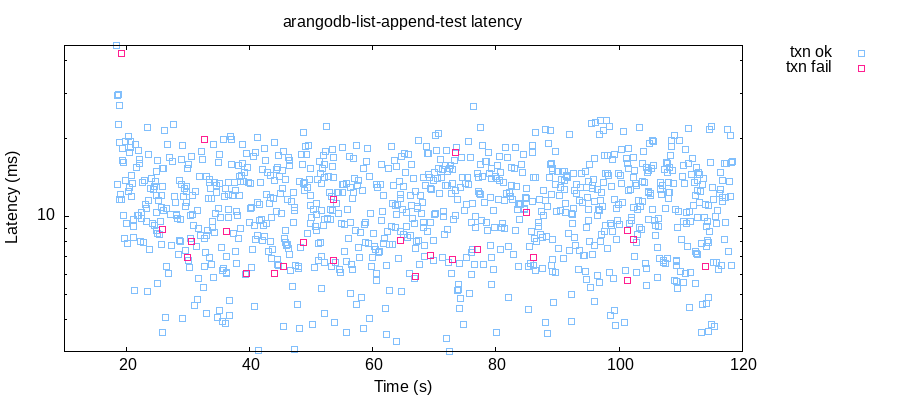 arangodb-list-append-test latency
txn ok
txn fail
Latency (ms)
10
20 40 60 80 100 120
Time (s)